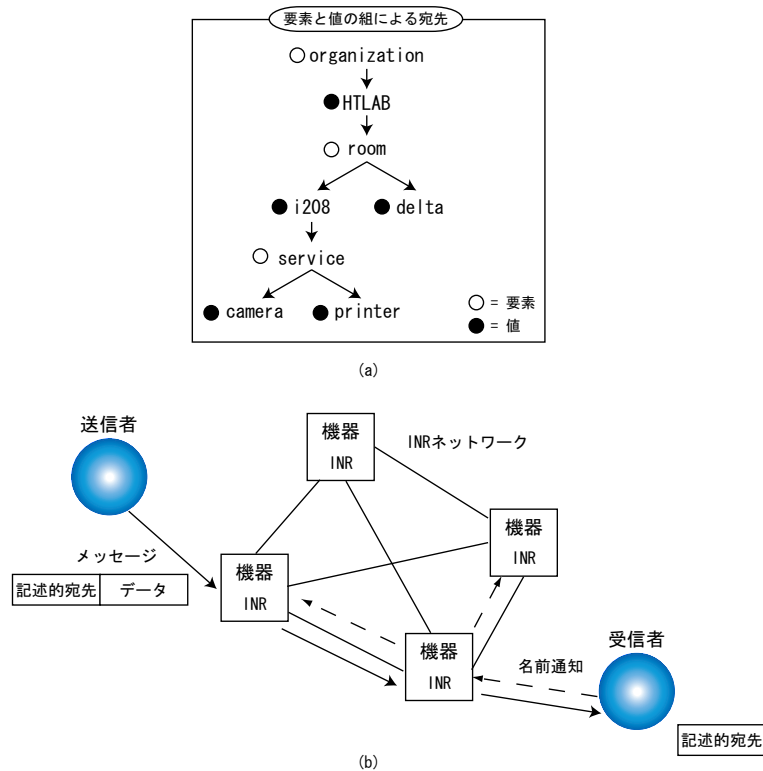 要素と値の組による宛先
○organization
●HTLAB
○ room
●i208
●delta
○ service
●camera
●printer
○ = 要素
● = 値
(a)
送信者
機器
INR
INRネットワーク
機器
INR
メッセージ
記述的宛先
データ
機器
INR
機器
INR
名前通知
受信者
記述的宛先
(b)